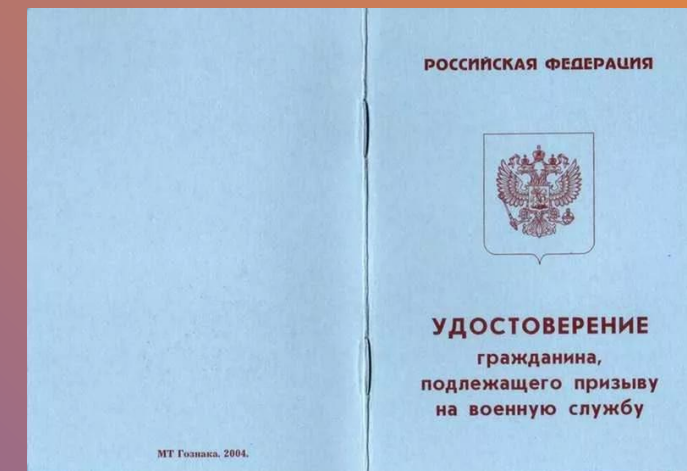 МТ Гознака. 2004.
РОССИЙСКАЯ ФЕДЕРАЦИЯ
УДОСТОВЕРЕНИЕ
гражданина,
подлежащего призыву
на военную службу